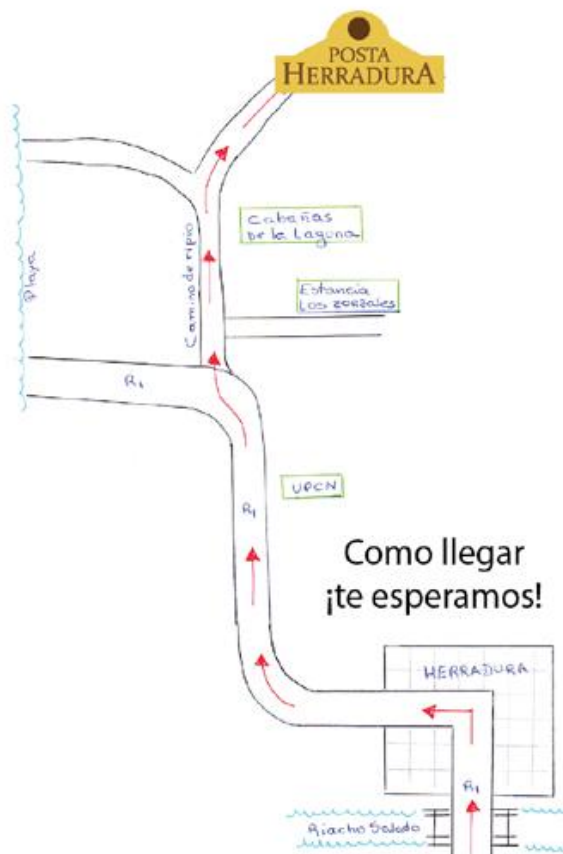 POSTA
HERRADURA
Cabañas
De la Laguna
Camino de ripio
Playa
Estancia
Los zorzales
R1
UPCN
R1
Como llegar
¡te esperamos!
HERRADURA
R1
Riacho Salado